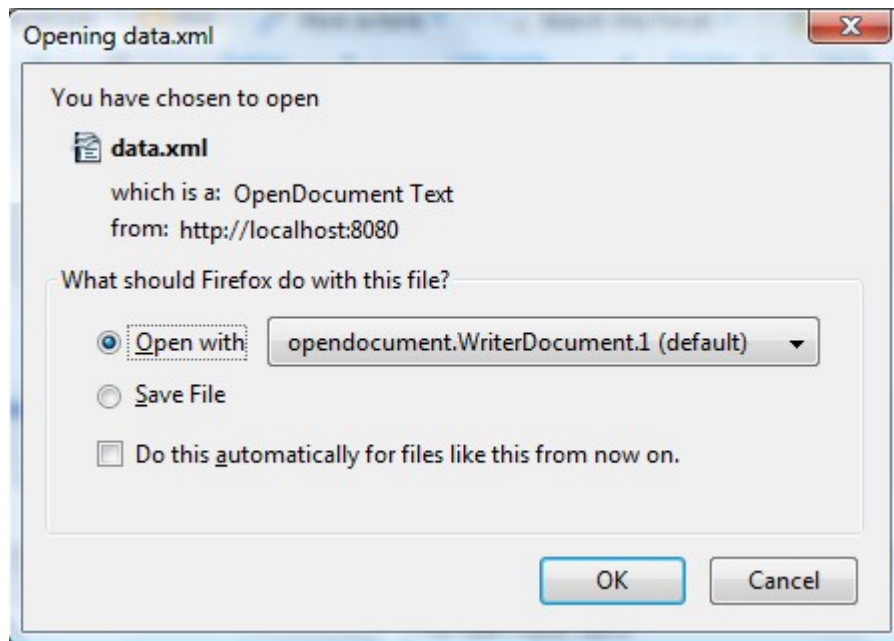 Opening data.xml
You have chosen to open
data.xml
which is a: OpenDocument Text
from: http://localhost:8080
What should Firefox do with this file?
Open with opendocument.WriterDocument.1 (default)
Save File
Do this automatically for files like this from now on.
OK Cancel